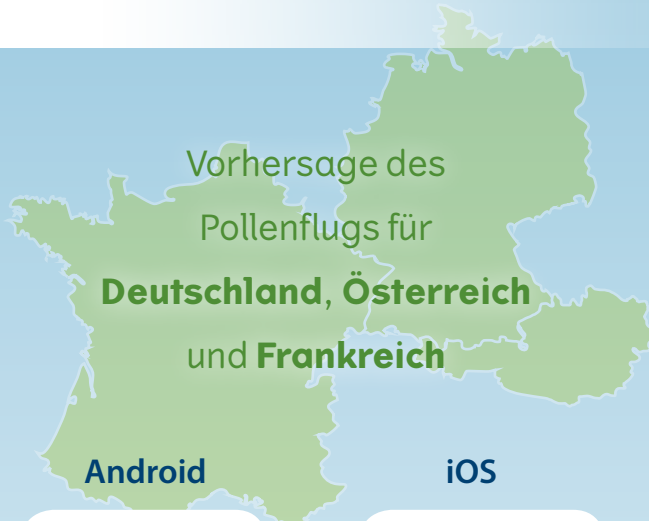 Vorhersage des
Pollenflugs für
Deutschland, Österreich
und Frankreich
Android
iOS